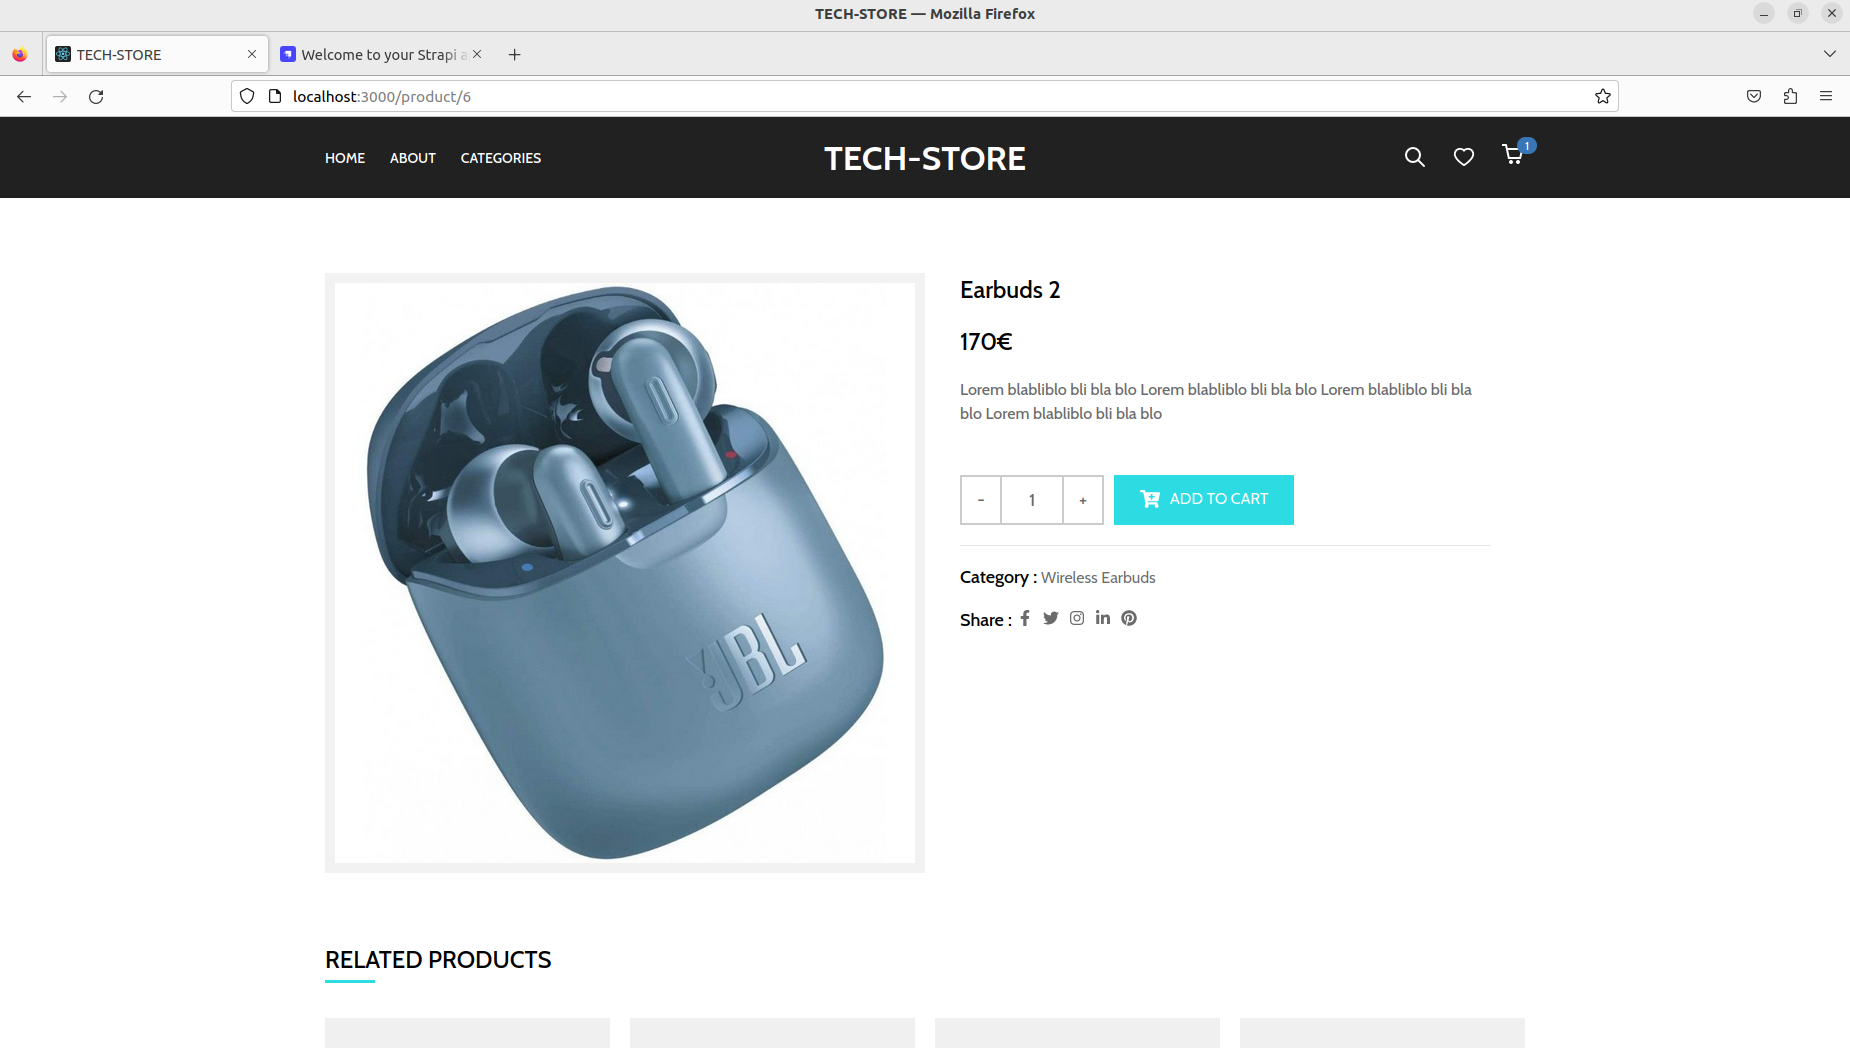 TECH-STORE — Mozilla Firefox
TECH-STORE
Welcome to your Strapi a
localhost:3000/product/6
HOME ABOUT CATEGORIES
TECH-STORE
1
Earbuds 2
170€
Lorem blabliblo bli bla blo Lorem blabliblo bli bla blo Lorem blabliblo bli bla
blo Lorem blabliblo bli bla blo
- 1 + ADD TO CART
Category : Wireless Earbuds
Share :
JBL
RELATED PRODUCTS